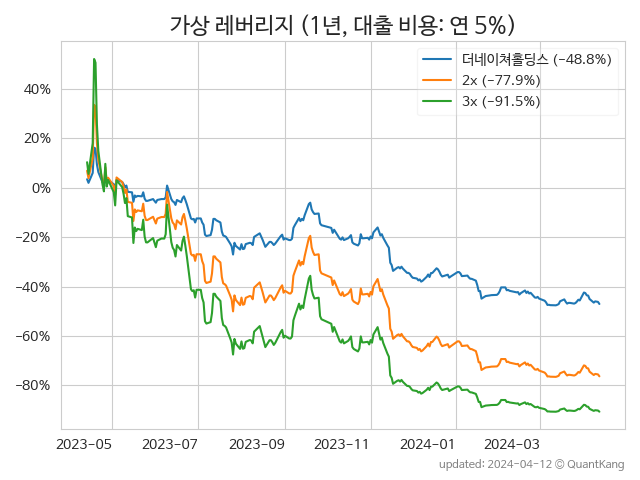 가상 레버리지 (1년, 대출 비용: 연 5%)
더네이쳐홀딩스 (−48.8%)
2x (−77.9%)
3x (−91.5%)
40%
20%
0%
−20%
−40%
−60%
−80%
2023-05 2023-07 2023-09 2023-11 2024-01 2024-03
updated: 2024-04-12 © QuantKang